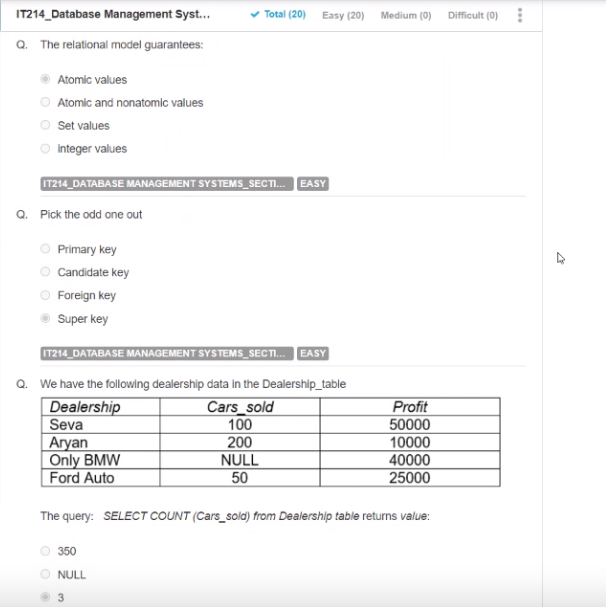 IT214_Database Management Syst...
✔ Total (20) Easy (20) Medium (0) Difficult (0)
Q. The relational model guarantees:
Atomic values
Atomic and nonatomic values
Set values
Integer values
IT214_DATABASE MANAGEMENT SYSTEMS_SECTI... EASY
Q. Pick the odd one out
Primary key
Candidate key
Foreign key
Super key
IT214_DATABASE MANAGEMENT SYSTEMS_SECTI... EASY
Q. We have the following dealership data in the Dealership_table
Dealership Cars_sold Profit
Seva 100 50000
Aryan 200 10000
Only BMW NULL 40000
Ford Auto 50 25000
The query: SELECT COUNT (Cars_sold) from Dealership table returns value:
350
NULL
3